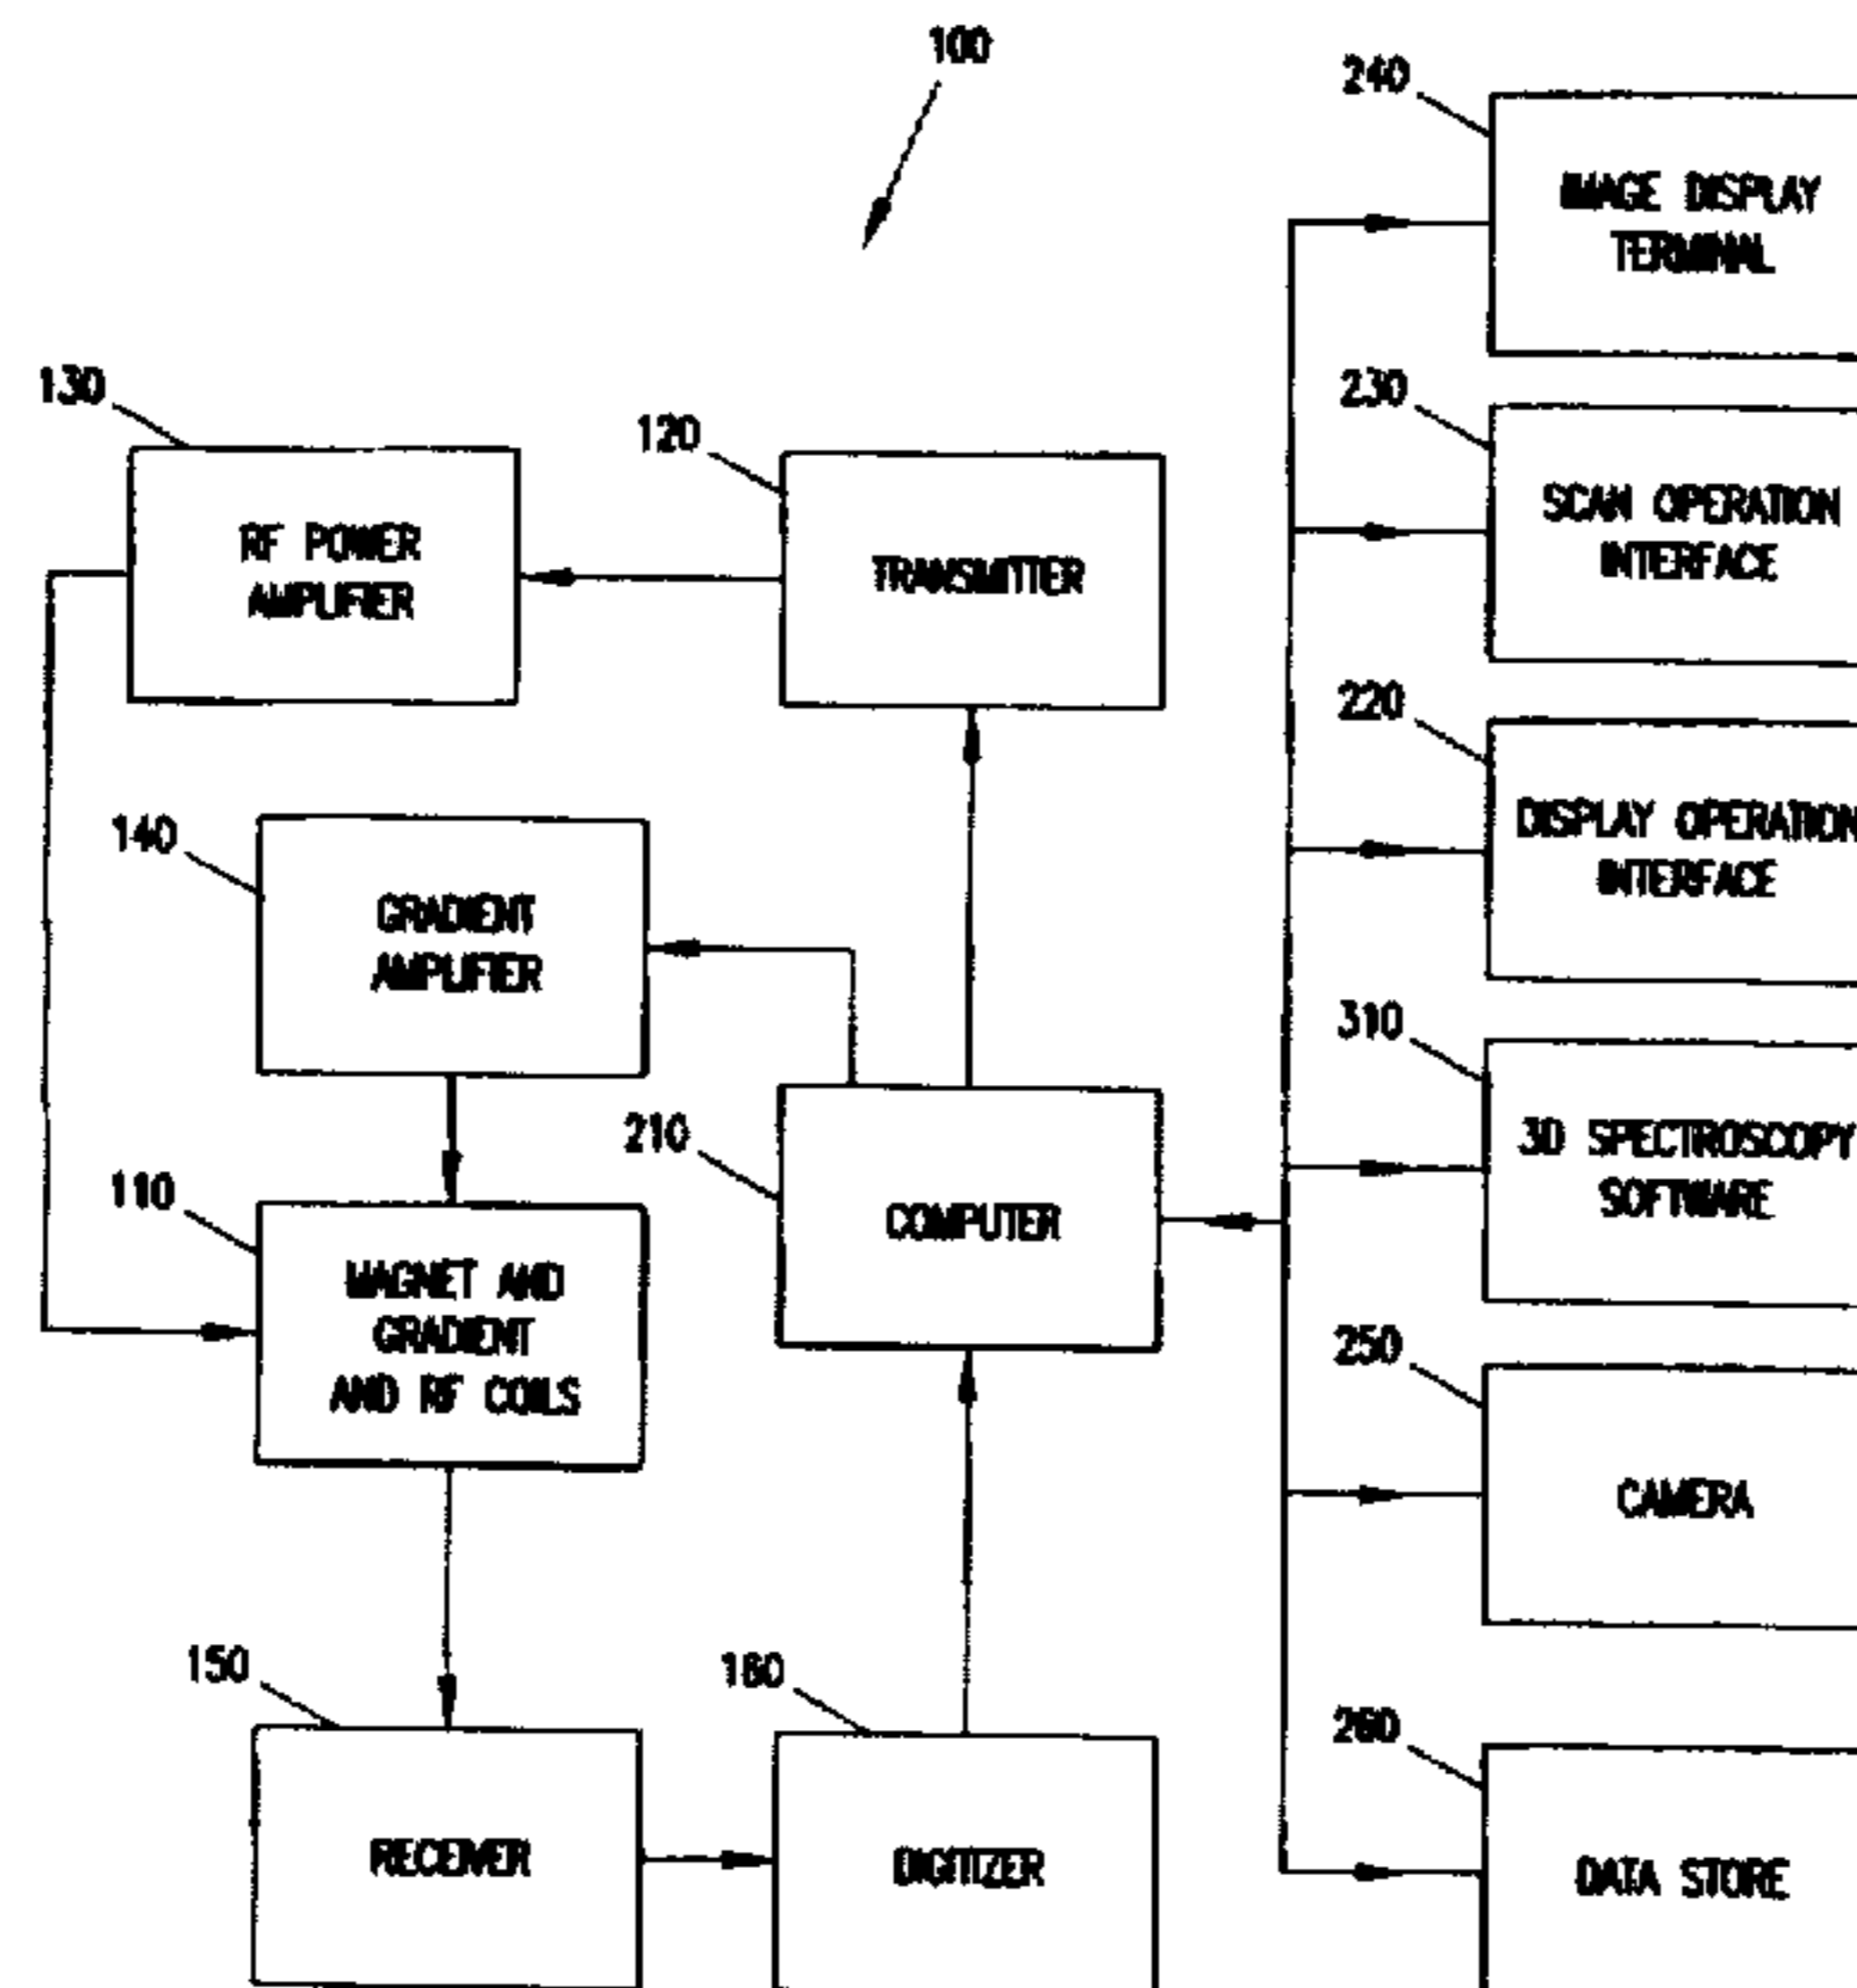 100
240
IMAGE DISPLAY
TERMINAL
130
120
230
RF POWER
AMPLIFIER
TRANSMITTER
SCAN OPERATION
INTERFACE
220
140
GRADIENT
AMPLIFIER
DISPLAY OPERATION
INTERFACE
310
210
110
3D SPECTROSCOPY
SOFTWARE
COMPUTER
MAGNET AND
GRADIENT
AND RF COILS
250
CAMERA
150
160
260
RECEIVER
DIGITIZER
DATA STORE